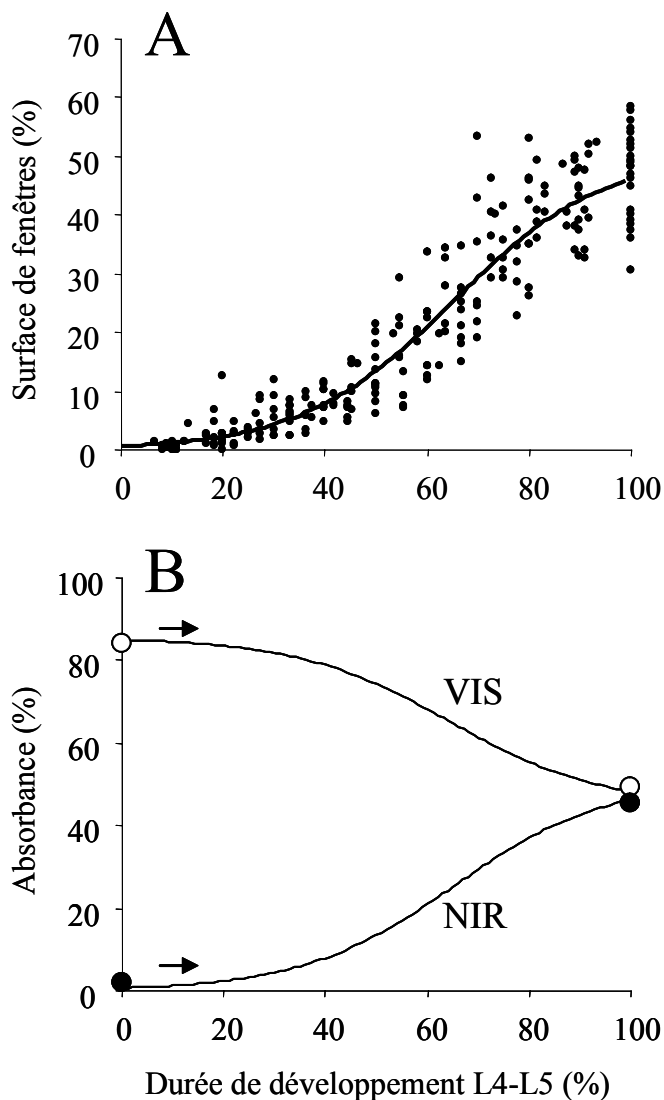 A
70
60
50
40
30
20
10
0
Surface de fenêtres (%)
0 20 40 60 80 100
B
100
80
60
40
20
0
Absorbance (%)
VIS
NIR
0 20 40 60 80 100
Durée de développement L4-L5 (%)